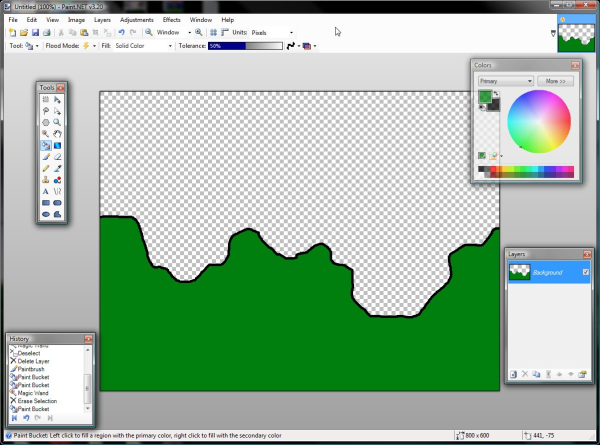 Untitled (100%) - Paint.NET v3.20
File Edit View Image Layers Adjustments Effects Window Help
Window Units: Pixels
Tool: Flood Mode: Fill: Solid Color Tolerance: 50%
Tools
Colors
Primary More >>
Layers
Background
History
Magic Wand
Deselect
Delete Layer
Paintbrush
Paint Bucket
Paint Bucket
Magic Wand
Erase Selection
Paint Bucket
Paint Bucket: Left click to fill a region with the primary color, right click to fill with the secondary color 800 x 600 441, -75